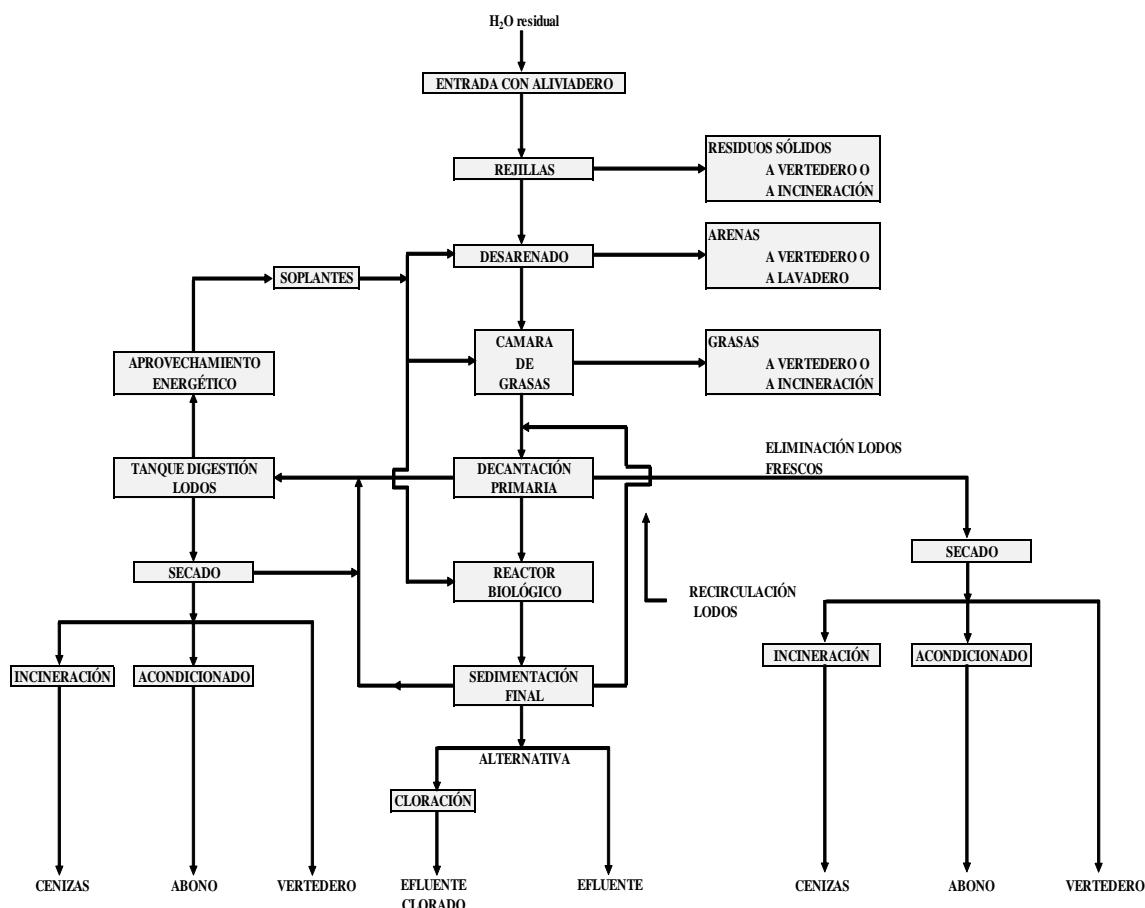 H₂O residual
ENTRADA CON ALIVIADERO
REJILLAS
RESIDUOS SÓLIDOS
A VERTEDERO O
A INCINERACIÓN
DESARENADO
ARENAS
A VERTEDERO O
A LAVADERO
SOPLANTES
CAMARA
DE
GRASAS
GRASAS
A VERTEDERO O
A INCINERACIÓN
APROVECHAMIENTO
ENERGÉTICO
TANQUE DIGESTIÓN
LODOS
DECANTACIÓN
PRIMARIA
ELIMINACIÓN LODOS
FRESCOS
SECADO
SECADO
REACTOR
BIOLÓGICO
RECIRCULACIÓN
LODOS
INCINERACIÓN
ACONDICIONADO
SEDIMENTACIÓN
FINAL
INCINERACIÓN
ACONDICIONADO
ALTERNATIVA
CLORACIÓN
CENIZAS
ABONO
VERTEDERO
EFLUENTE
CLORADO
EFLUENTE
CENIZAS
ABONO
VERTEDERO